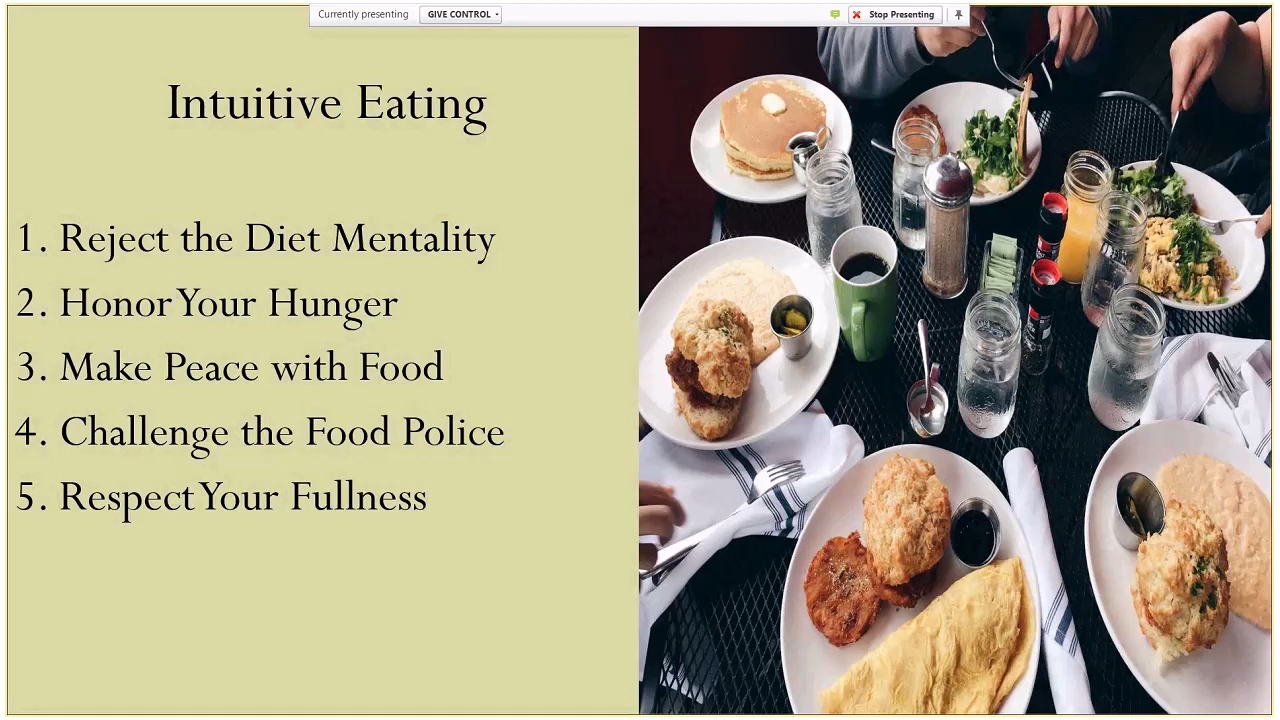 Currently presenting
GIVE CONTROL
Stop Presenting
Intuitive Eating
1. Reject the Diet Mentality
2. Honor Your Hunger
3. Make Peace with Food
4. Challenge the Food Police
5. Respect Your Fullness